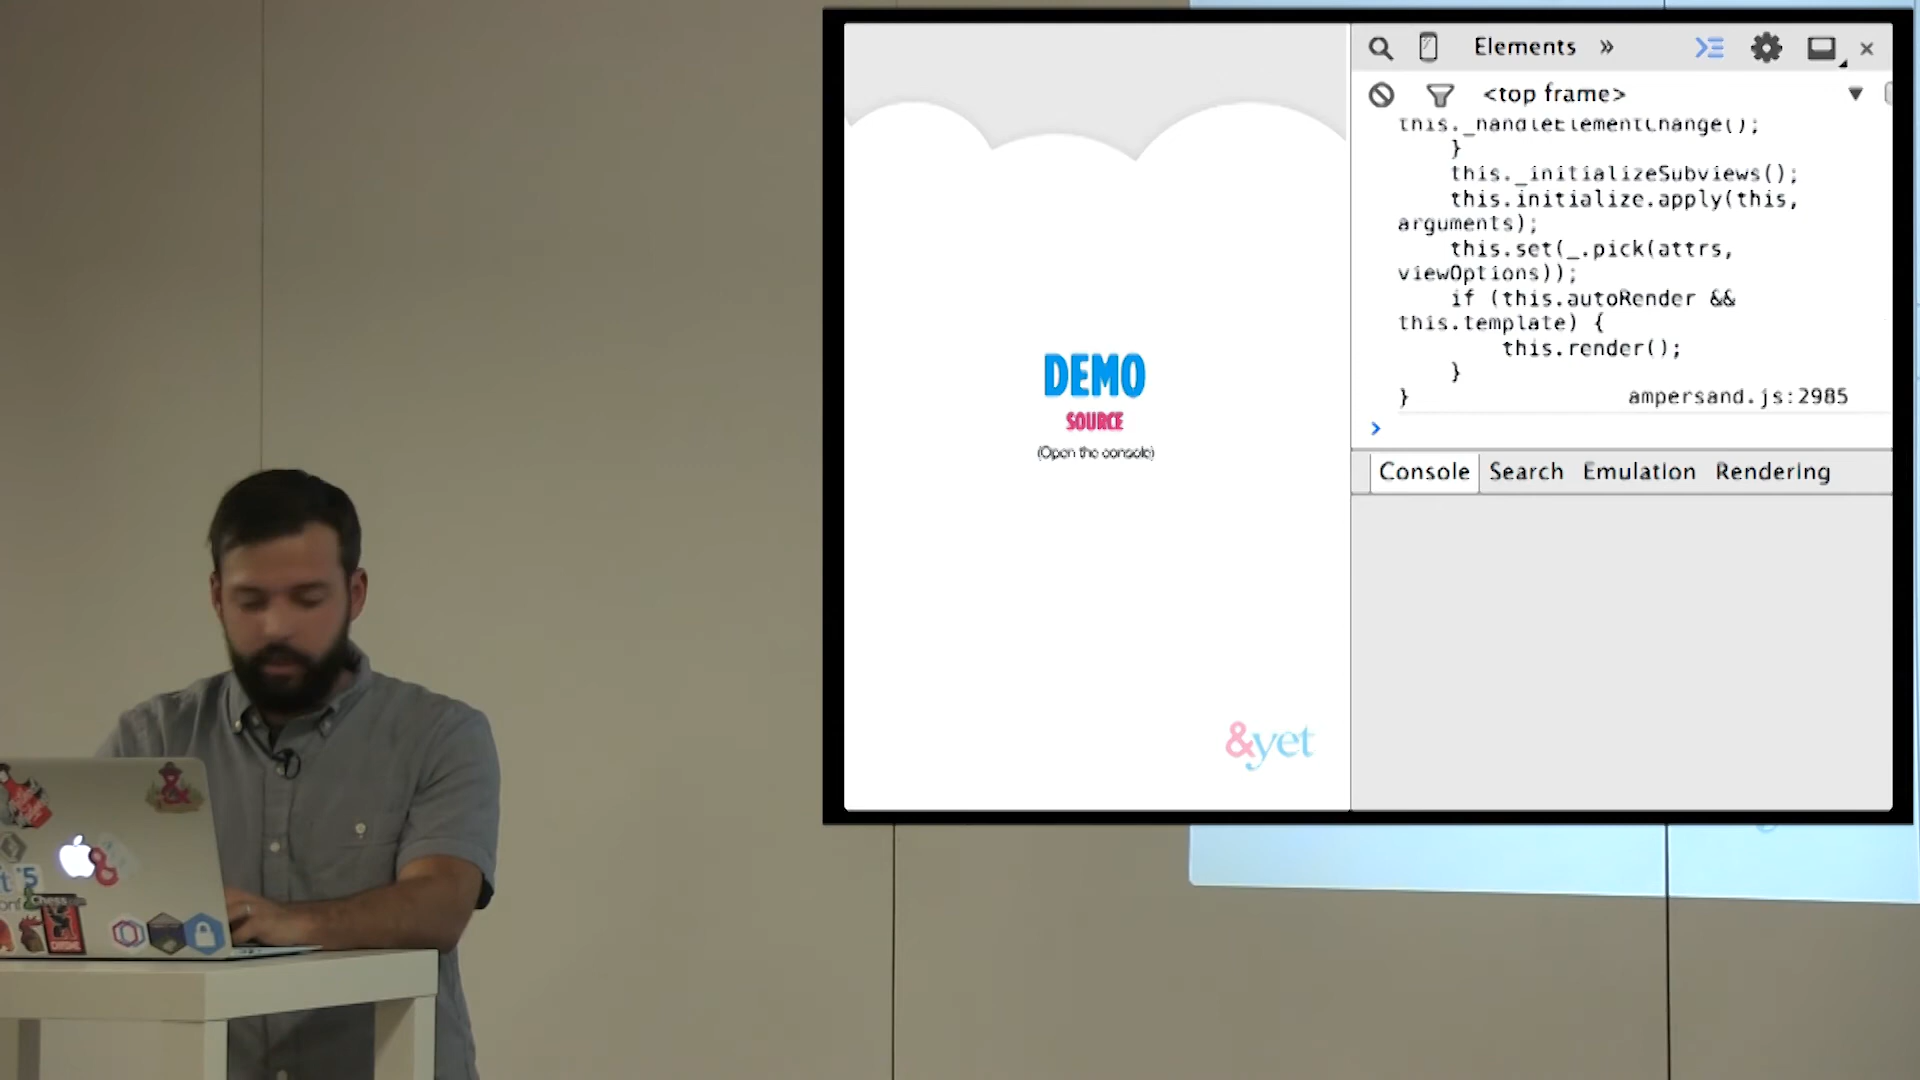 Elements »
<top frame>
this._handleElementChange();
}
this._initializeSubviews();
this.initialize.apply(this,
arguments);
this.set(_.pick(attrs,
viewOptions));
if (this.autoRender &&
this.template) {
this.render();
}
}
ampersand.js:2985
>
Console Search Emulation Rendering
DEMO
SOURCE
(Open the console)
&yet
&
&
Chess